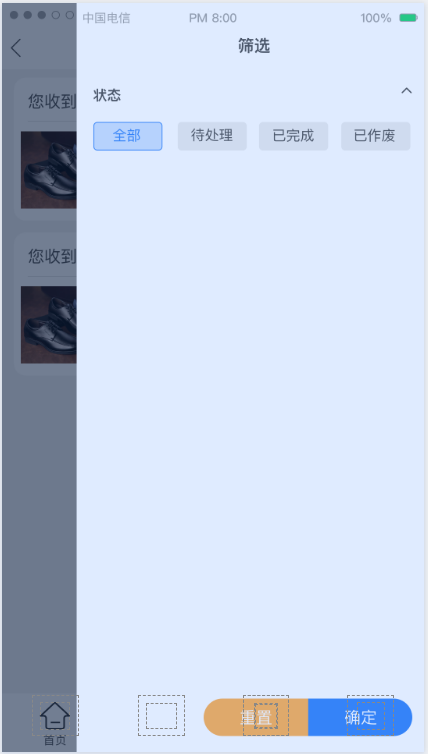 中国电信 PM 8:00 100%
筛选
状态
您收到
全部 待处理 已完成 已作废
您收到
重置 确定
首页